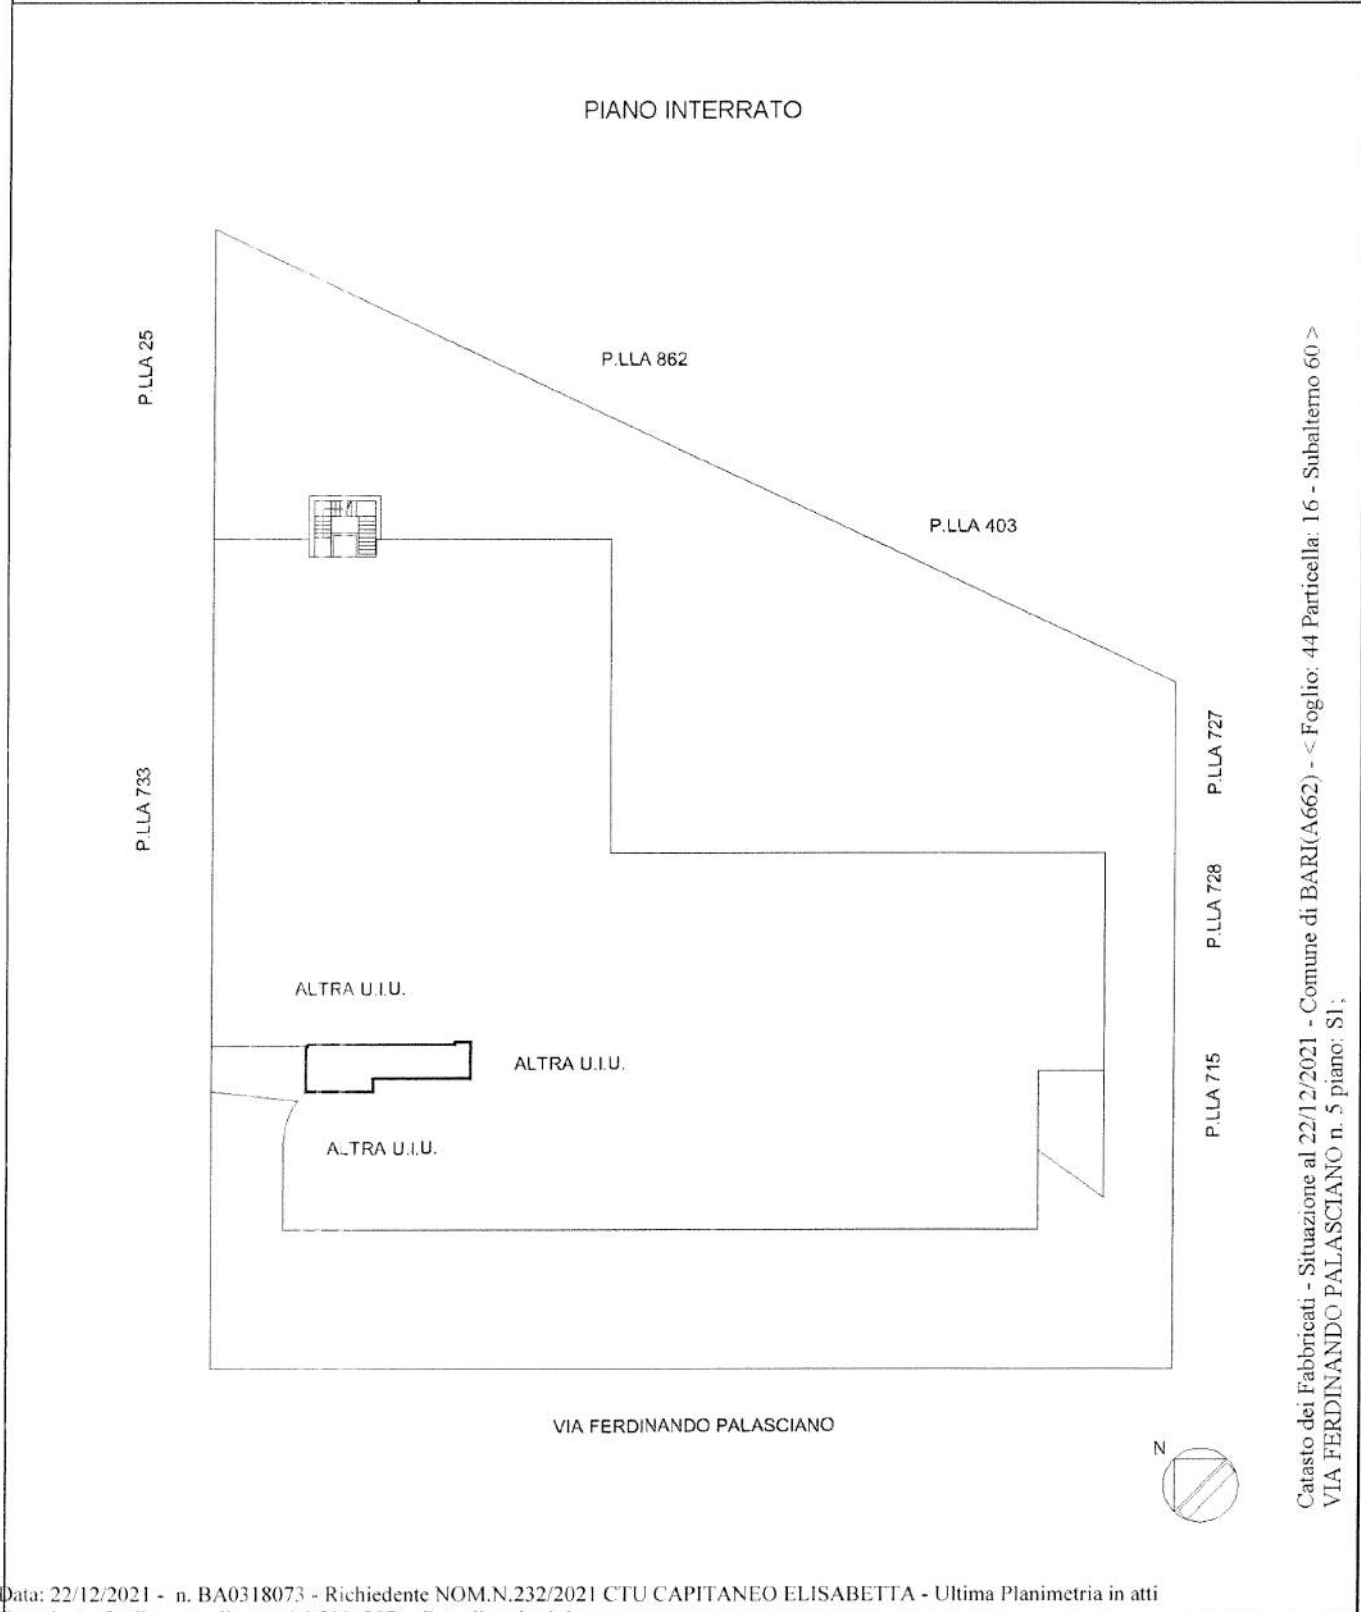 PIANO INTERRATO
P.LLA 25
P.LLA 862
P.LLA 403
P.LLA 733
P.LLA 727
P.LLA 728
P.LLA 715
ALTRA U.I.U.
ALTRA U.I.U.
ALTRA U.I.U.
VIA FERDINANDO PALASCIANO
N
Catasto dei Fabbricati - Situazione al 22/12/2021 - Comune di BARI(A662) - < Foglio: 44 Particella: 16 - Subalterno 60 >
VIA FERDINANDO PALASCIANO n. 5 piano: S1;
Data: 22/12/2021 - n. BA0318073 - Richiedente NOM.N.232/2021 CTU CAPITANEO ELISABETTA - Ultima Planimetria in atti